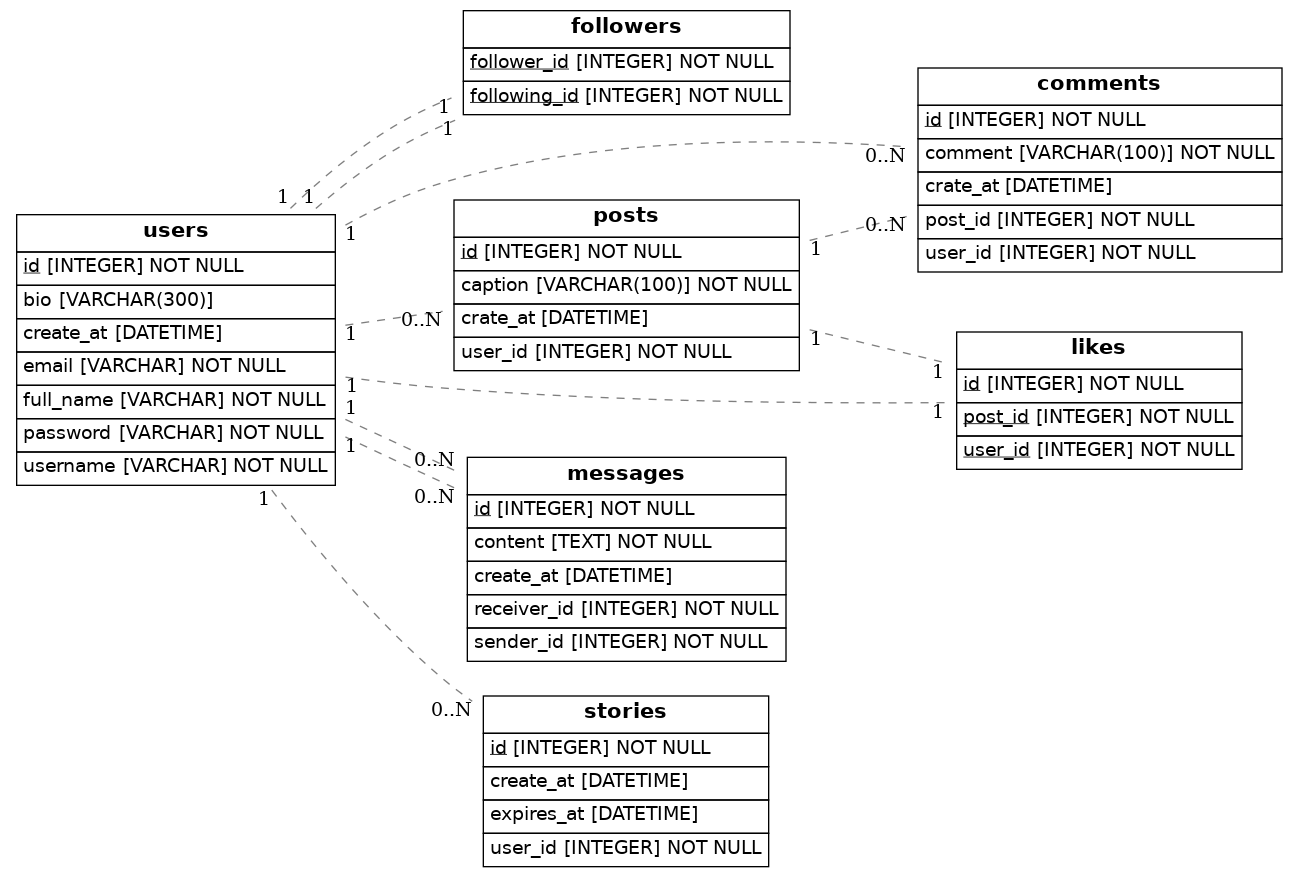 followers
follower_id [INTEGER] NOT NULL
following_id [INTEGER] NOT NULL
comments
id [INTEGER] NOT NULL
comment [VARCHAR(100)] NOT NULL
crate_at [DATETIME]
post_id [INTEGER] NOT NULL
user_id [INTEGER] NOT NULL
users
id [INTEGER] NOT NULL
bio [VARCHAR(300)]
create_at [DATETIME]
email [VARCHAR] NOT NULL
full_name [VARCHAR] NOT NULL
password [VARCHAR] NOT NULL
username [VARCHAR] NOT NULL
posts
id [INTEGER] NOT NULL
caption [VARCHAR(100)] NOT NULL
crate_at [DATETIME]
user_id [INTEGER] NOT NULL
likes
id [INTEGER] NOT NULL
post_id [INTEGER] NOT NULL
user_id [INTEGER] NOT NULL
messages
id [INTEGER] NOT NULL
content [TEXT] NOT NULL
create_at [DATETIME]
receiver_id [INTEGER] NOT NULL
sender_id [INTEGER] NOT NULL
stories
id [INTEGER] NOT NULL
create_at [DATETIME]
expires_at [DATETIME]
user_id [INTEGER] NOT NULL
1
1
1
1
1
0..N
1
0..N
1
0..N
1
1
1
1
1
0..N
1
0..N
1
0..N